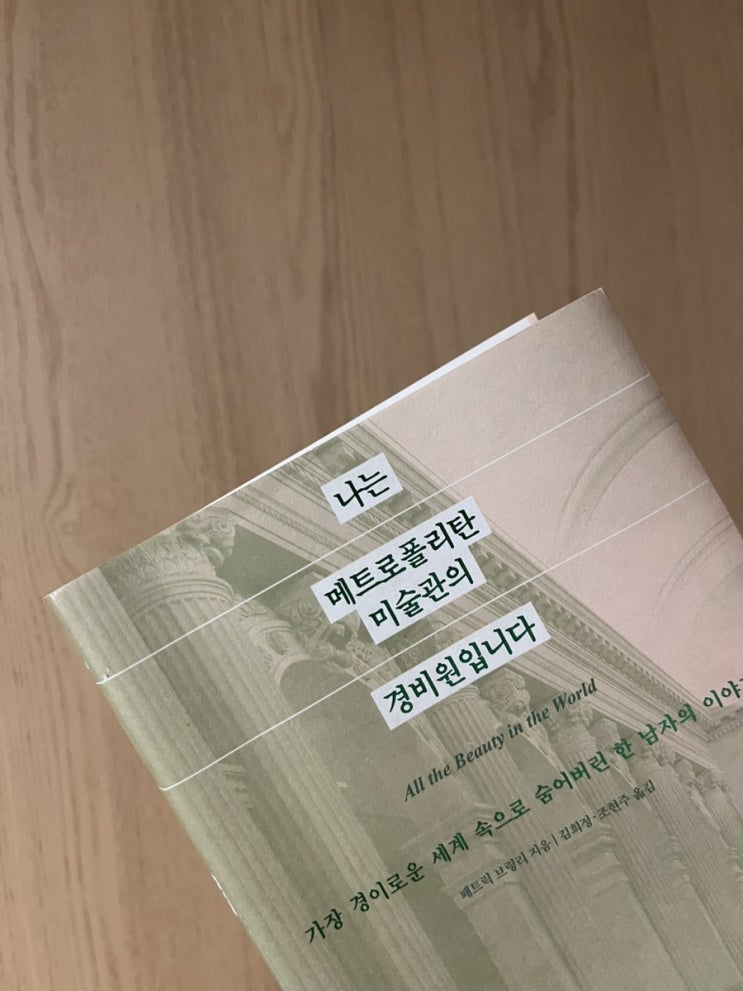 나는
메트로폴리탄
미술관의
경비원입니다
All the Beauty in the World
가장 경이로운 세계 속으로 숨어버린 한 남자의 이야기
패트릭 브링리 지음 | 김희정·조현주 옮김